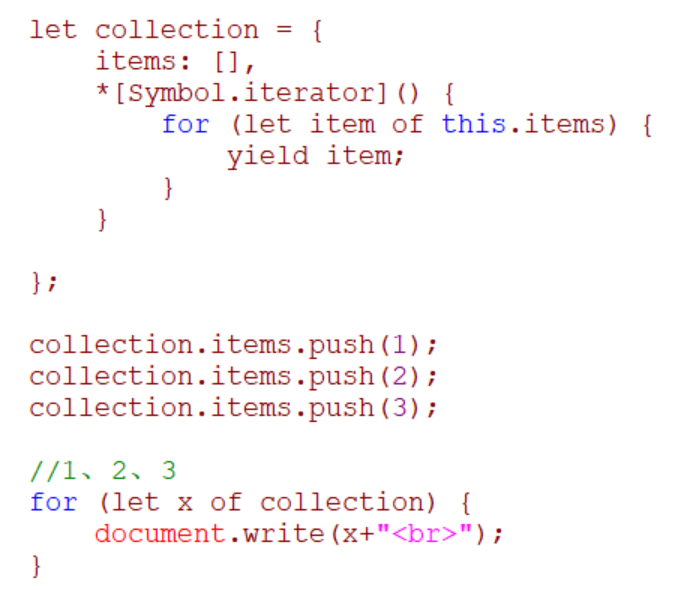 let collection = {
    items: [],
    *[Symbol.iterator]() {
        for (let item of this.items) {
            yield item;
        }
    }

};

collection.items.push(1);
collection.items.push(2);
collection.items.push(3);

//1、2、3
for (let x of collection) {
    document.write(x+"<br>");
}